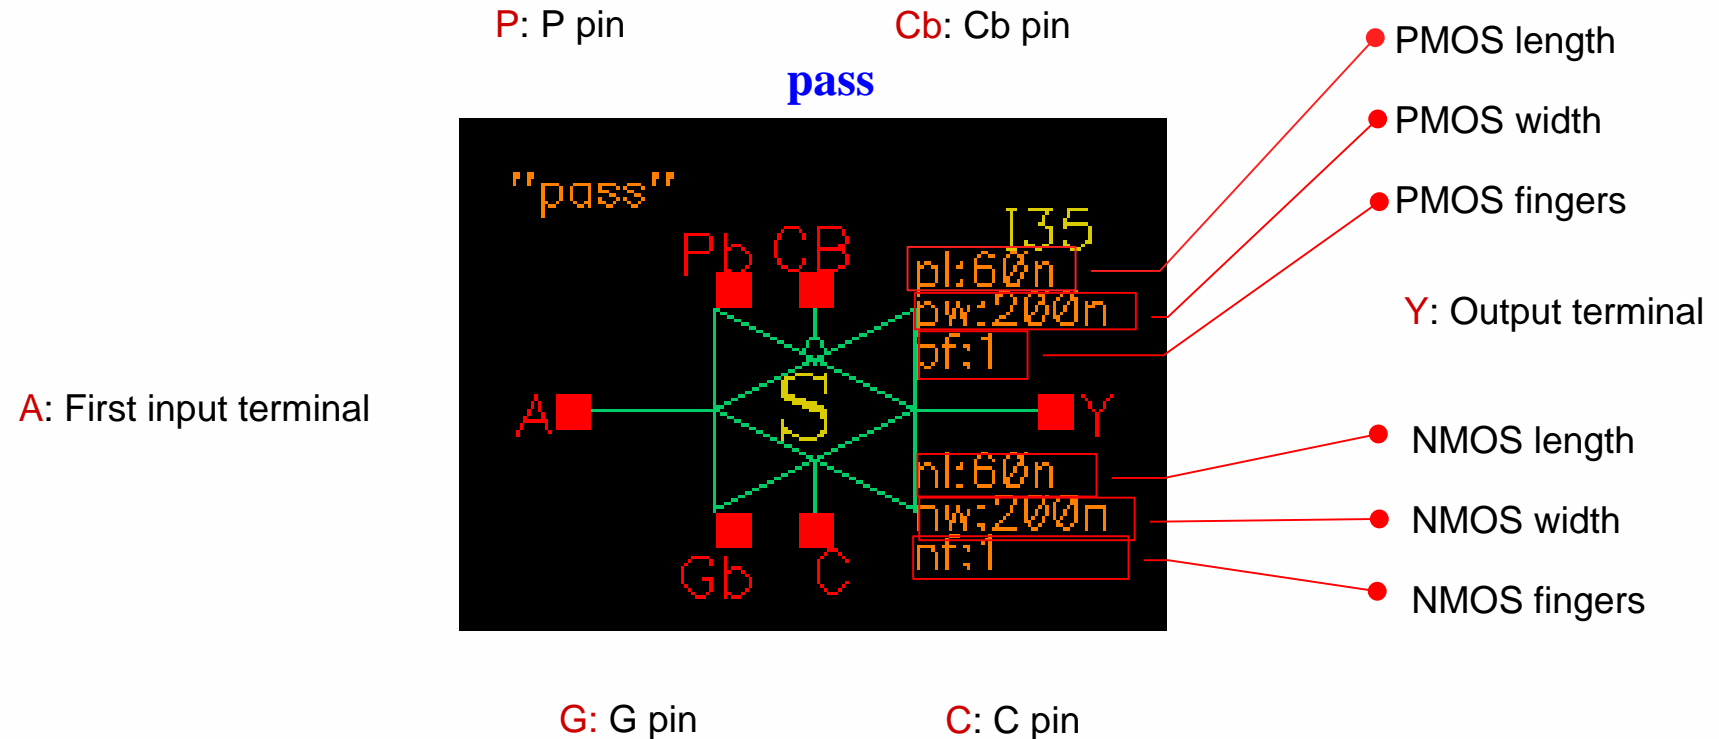 P: P pin
Cb: Cb pin
PMOS length
pass
PMOS width
"pass"
PMOS fingers
I35
Pb
CB
pl:60n
pw:200n
Y: Output terminal
pf:1
S
A: First input terminal
A
Y
NMOS length
nl:60n
nw:200n
NMOS width
nf:1
Gb
C
NMOS fingers
G: G pin
C: C pin